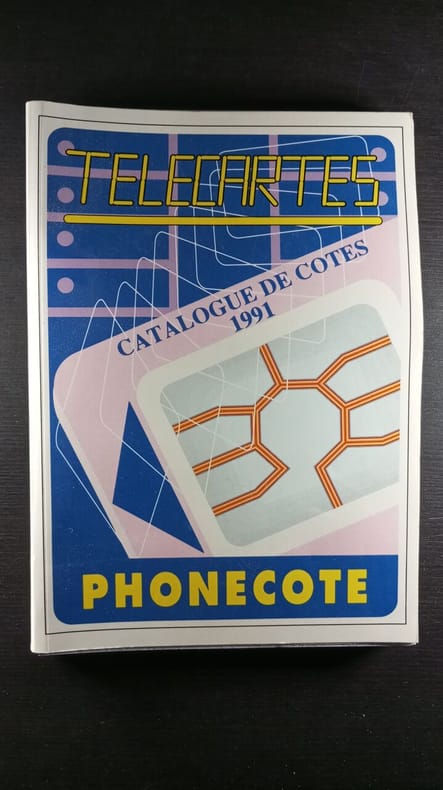 TELECARTES
CATALOGUE DE COTES
1991
PHONECOTE